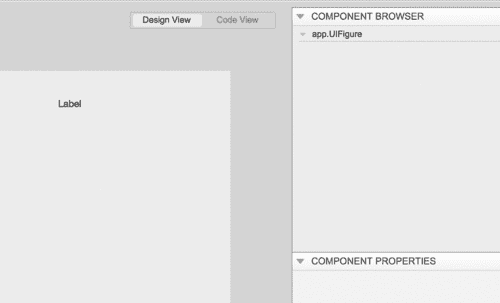 Design View
Code View
COMPONENT BROWSER
app.UIFigure
Label
COMPONENT PROPERTIES